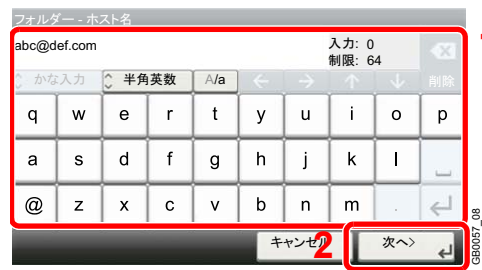 フォルダー - ホスト名
abc@def.com
入力: 0
制限: 64
かな入力 半角英数 A/a ← → ↑ ↓ 削除
q w e r t y u i o p
a s d f g h j k l
@ z x c v b n m .
キャンセル 2 次へ>
GB0057_08